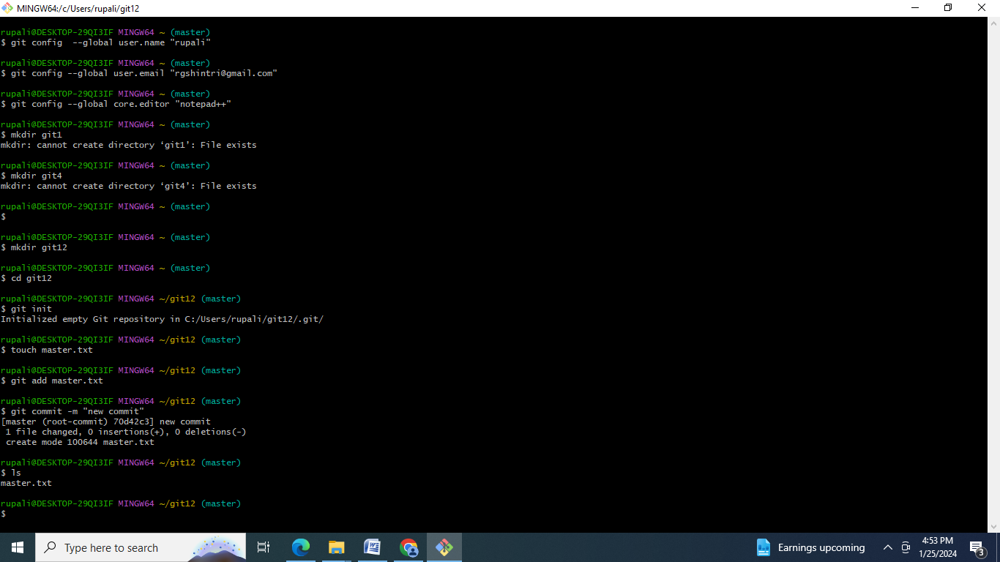 MINGW64:/c/Users/rupali/git12
rupali@DESKTOP-29QI3IF MINGW64 ~ (master)
$ git config  --global user.name "rupali"
rupali@DESKTOP-29QI3IF MINGW64 ~ (master)
$ git config --global user.email "rgshintri@gmail.com"
rupali@DESKTOP-29QI3IF MINGW64 ~ (master)
$ git config --global core.editor "notepad++"
rupali@DESKTOP-29QI3IF MINGW64 ~ (master)
$ mkdir git1
mkdir: cannot create directory ‘git1’: File exists
rupali@DESKTOP-29QI3IF MINGW64 ~ (master)
$ mkdir git4
mkdir: cannot create directory ‘git4’: File exists
rupali@DESKTOP-29QI3IF MINGW64 ~ (master)
$
rupali@DESKTOP-29QI3IF MINGW64 ~ (master)
$ mkdir git12
rupali@DESKTOP-29QI3IF MINGW64 ~ (master)
$ cd git12
rupali@DESKTOP-29QI3IF MINGW64 ~/git12 (master)
$ git init
Initialized empty Git repository in C:/Users/rupali/git12/.git/
rupali@DESKTOP-29QI3IF MINGW64 ~/git12 (master)
$ touch master.txt
rupali@DESKTOP-29QI3IF MINGW64 ~/git12 (master)
$ git add master.txt
rupali@DESKTOP-29QI3IF MINGW64 ~/git12 (master)
$ git commit -m "new commit"
[master (root-commit) 70d42c3] new commit
 1 file changed, 0 insertions(+), 0 deletions(-)
 create mode 100644 master.txt
rupali@DESKTOP-29QI3IF MINGW64 ~/git12 (master)
$ ls
master.txt
rupali@DESKTOP-29QI3IF MINGW64 ~/git12 (master)
$
Type here to search
Earnings upcoming
4:53 PM
1/25/2024
3